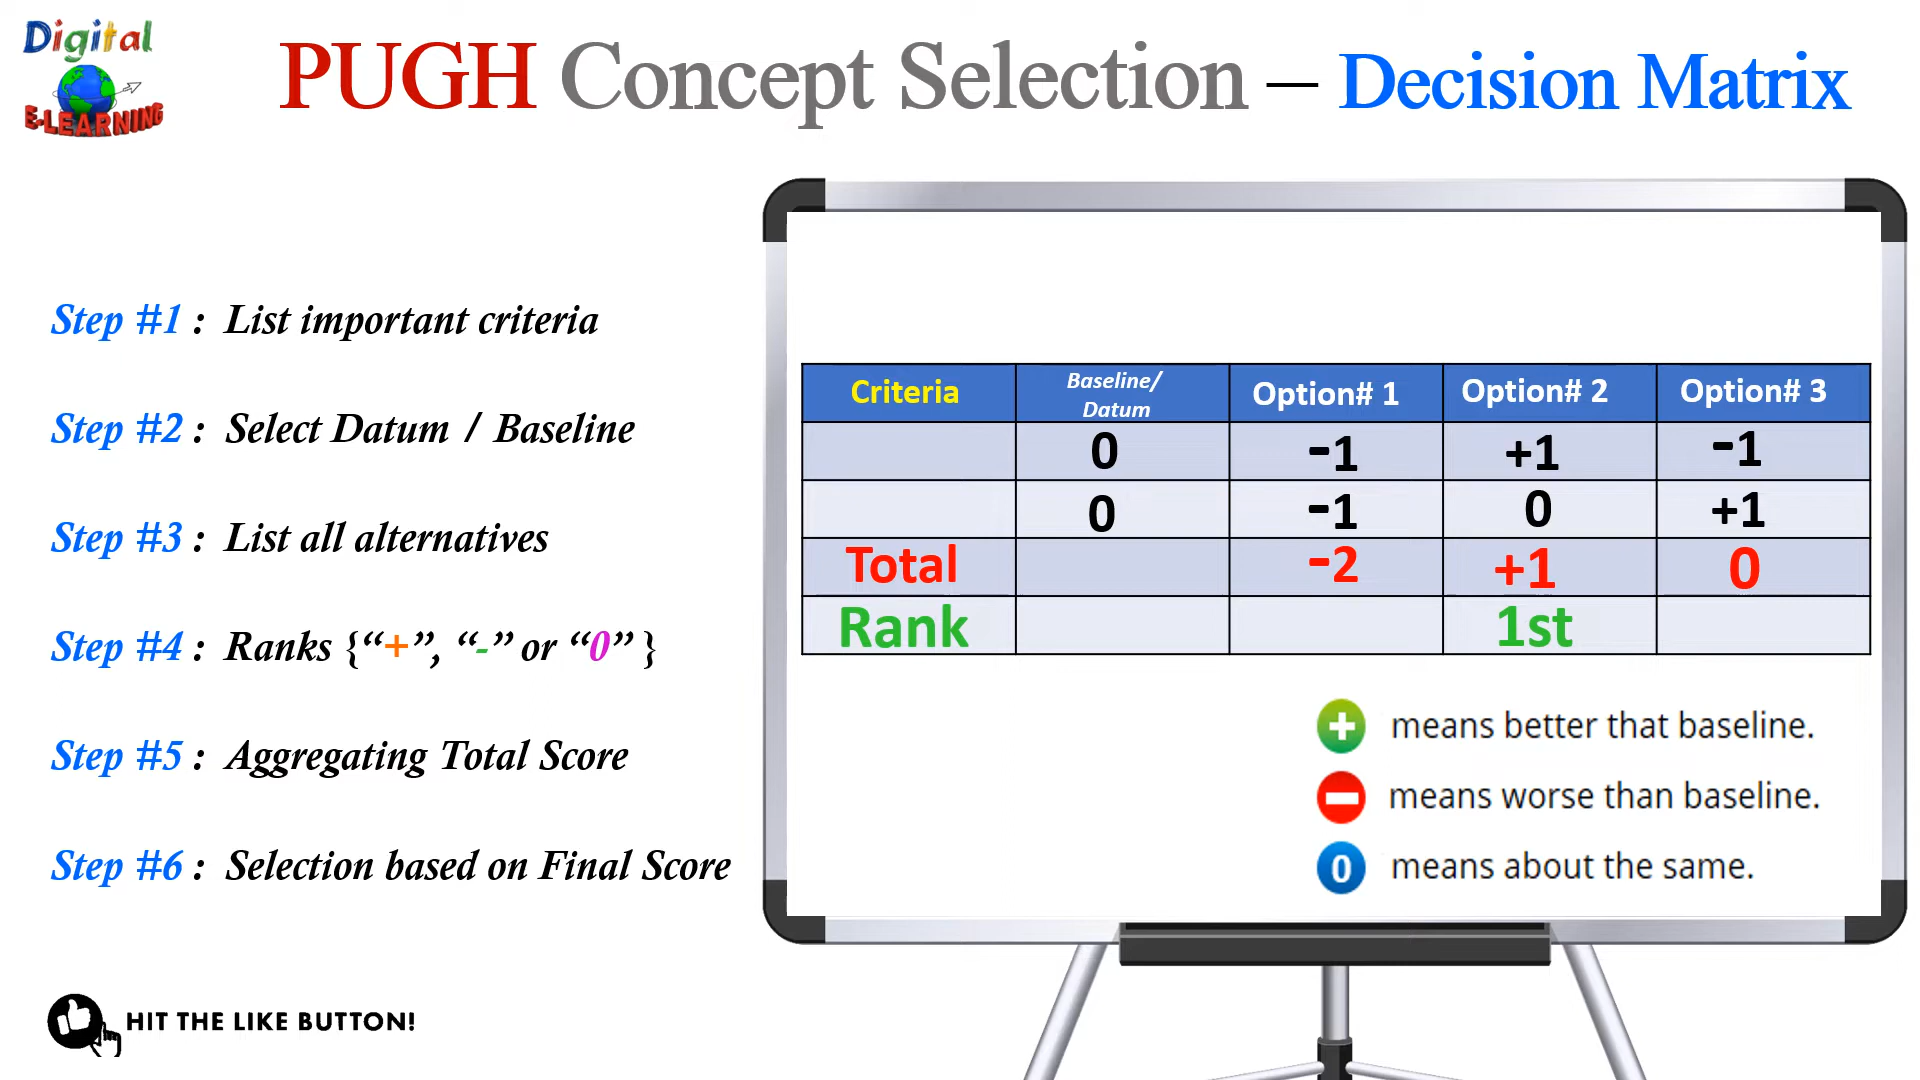 Digital
E-LEARNING
PUGH Concept Selection – Decision Matrix
Step #1 : List important criteria
Step #2 : Select Datum / Baseline
Step #3 : List all alternatives
Step #4 : Ranks {“+”, “-” or “0” }
Step #5 : Aggregating Total Score
Step #6 : Selection based on Final Score
HIT THE LIKE BUTTON!
Criteria Baseline/ Datum Option# 1 Option# 2 Option# 3
0 -1 +1 -1
0 -1 0 +1
Total -2 +1 0
Rank 1st
+ means better that baseline.
- means worse than baseline.
0 means about the same.